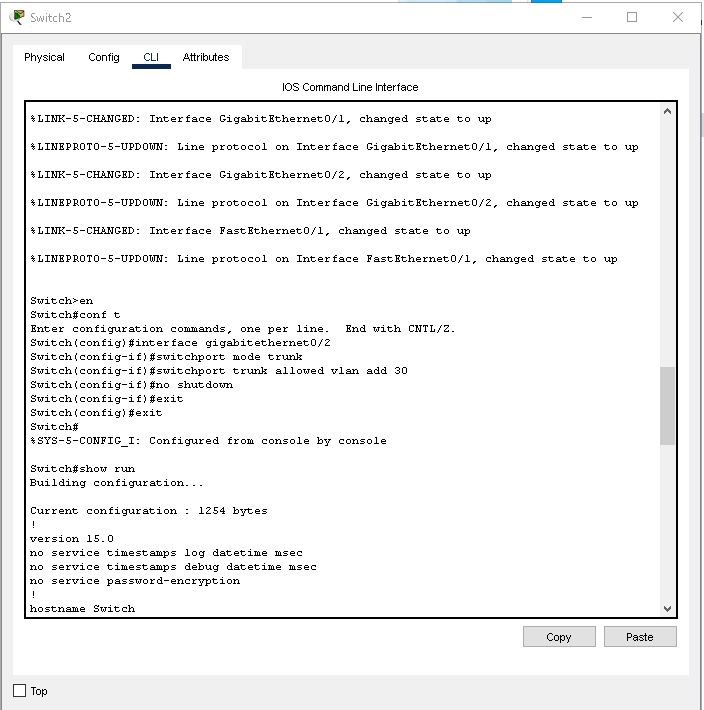 Switch2
Physical Config CLI Attributes
IOS Command Line Interface
%LINK-5-CHANGED: Interface GigabitEthernet0/1, changed state to up
%LINEPROTO-5-UPDOWN: Line protocol on Interface GigabitEthernet0/1, changed state to up
%LINK-5-CHANGED: Interface GigabitEthernet0/2, changed state to up
%LINEPROTO-5-UPDOWN: Line protocol on Interface GigabitEthernet0/2, changed state to up
%LINK-5-CHANGED: Interface FastEthernet0/1, changed state to up
%LINEPROTO-5-UPDOWN: Line protocol on Interface FastEthernet0/1, changed state to up
Switch>en
Switch#conf t
Enter configuration commands, one per line.  End with CNTL/Z.
Switch(config)#interface gigabitethernet0/2
Switch(config-if)#switchport mode trunk
Switch(config-if)#switchport trunk allowed vlan add 30
Switch(config-if)#no shutdown
Switch(config-if)#exit
Switch(config)#exit
Switch#
%SYS-5-CONFIG_I: Configured from console by console
Switch#show run
Building configuration...
Current configuration : 1254 bytes
!
version 15.0
no service timestamps log datetime msec
no service timestamps debug datetime msec
no service password-encryption
!
hostname Switch
Copy Paste
Top